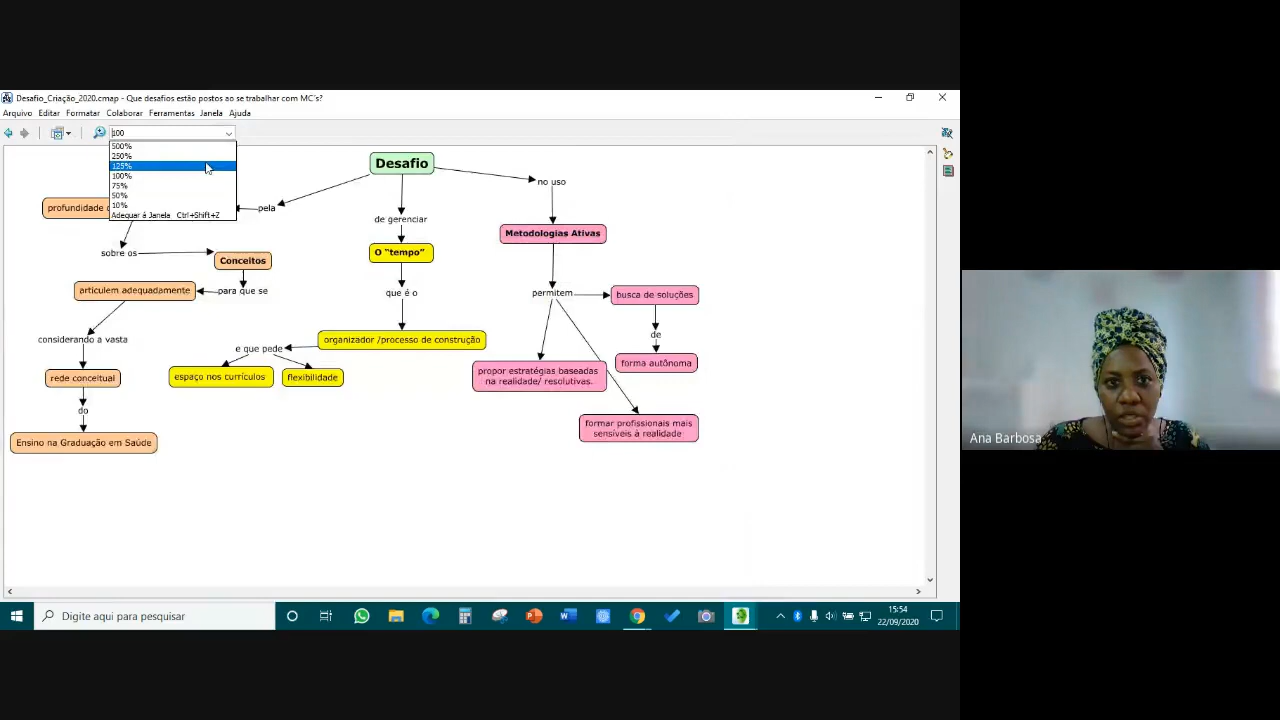 Desafio_Criação_2020.cmap - Que desafios estão postos ao se trabalhar com MC's?
Arquivo Editar Formatar Colaborar Ferramentas Janela Ajuda
100
500%
250%
125%
100%
75%
50%
10%
Adequar á Janela Ctrl+Shift+Z
Desafio
no uso
profundidade
pela
de gerenciar
Metodologias Ativas
sobre os
Conceitos
O "tempo"
articulem adequadamente
para que se
que é o
permitem
busca de soluções
de
considerando a vasta
organizador /processo de construção
e que pede
forma autônoma
rede conceitual
espaço nos currículos
flexibilidade
propor estratégias baseadas
na realidade/ resolutivas.
do
formar profissionais mais
sensíveis à realidade
Ensino na Graduação em Saúde
Ana Barbosa
Digite aqui para pesquisar
15:54
22/09/2020